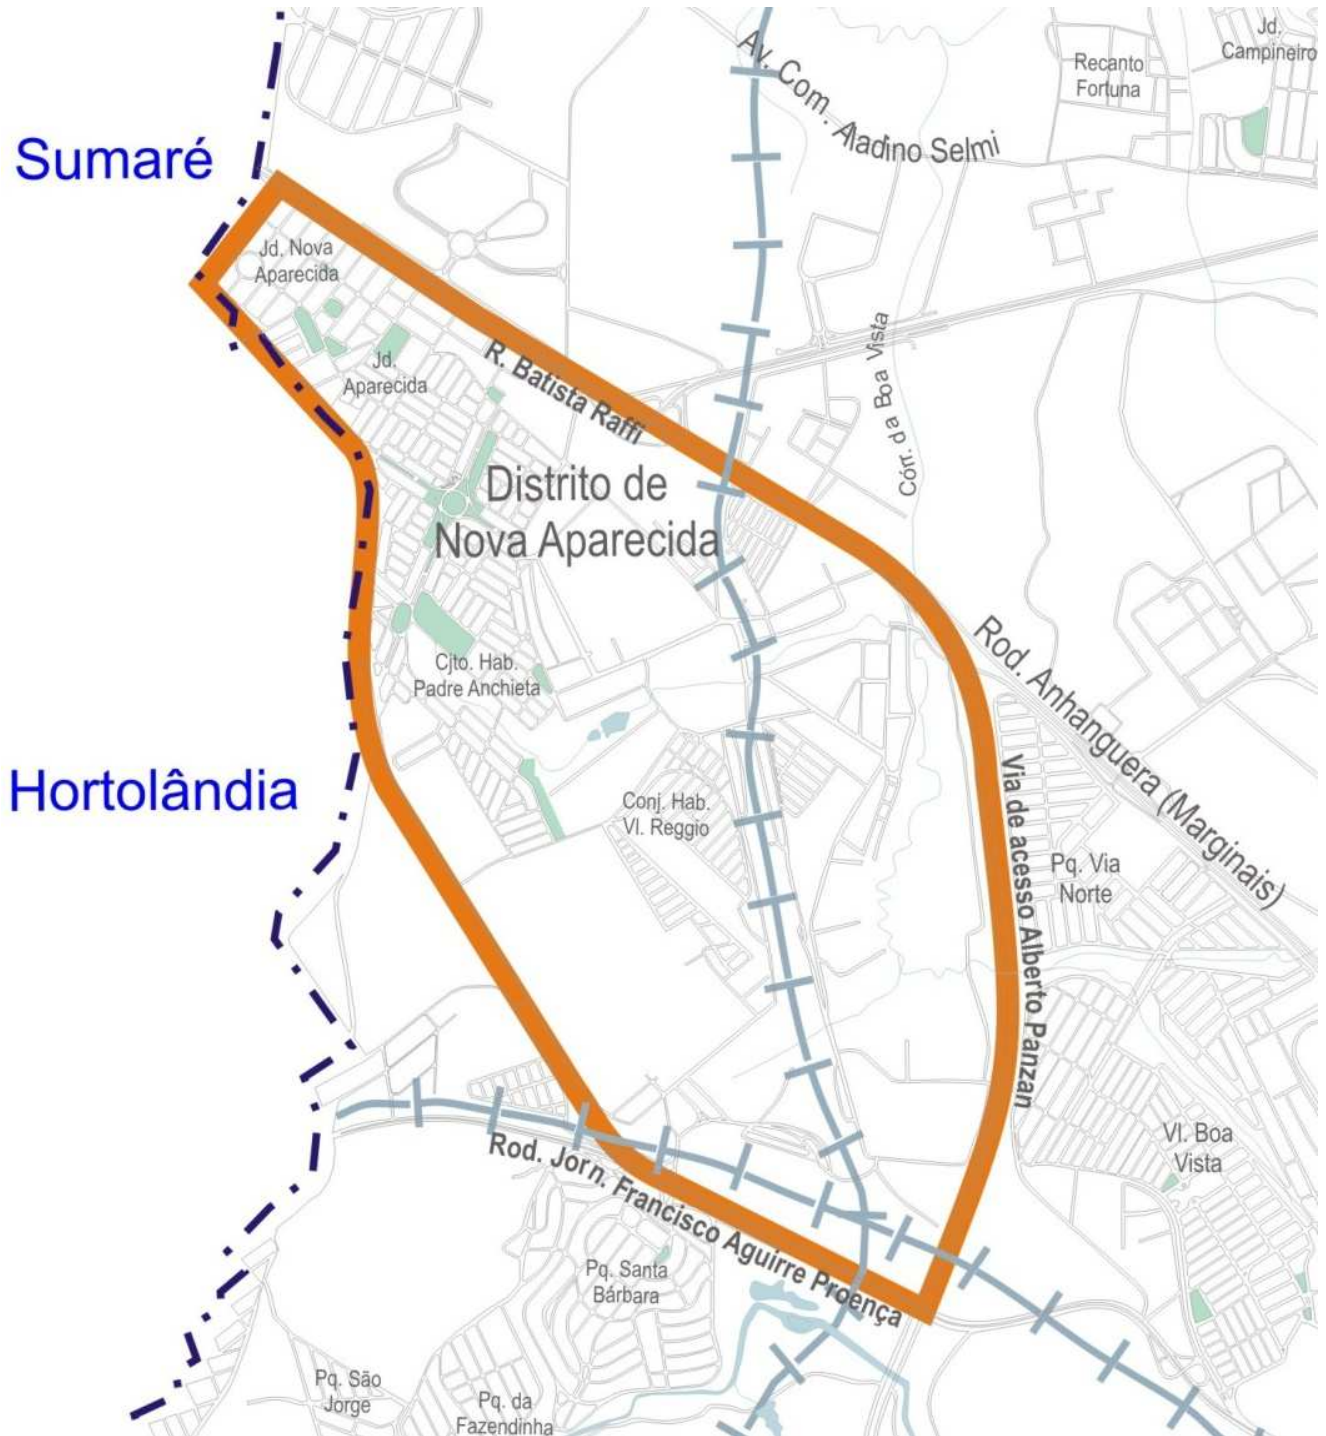 Jd.
Campineiro
Recanto
Fortuna
Av. Com. Aladino Selmi
Sumaré
Jd. Nova
Aparecida
Jd.
Aparecida
R. Batista Raffi
Córr. da Boa Vista
Distrito de
Nova Aparecida
Rod. Anhanguera (Marginais)
Cjto. Hab.
Padre Anchieta
Hortolândia
Conj. Hab.
Vl. Reggio
Via de acesso Alberto Panzan
Pq. Via
Norte
Vl. Boa
Vista
Rod. Jorn. Francisco Aguirre Proença
Pq. Santa
Bárbara
Pq. São
Jorge
Pq. da
Fazendinha